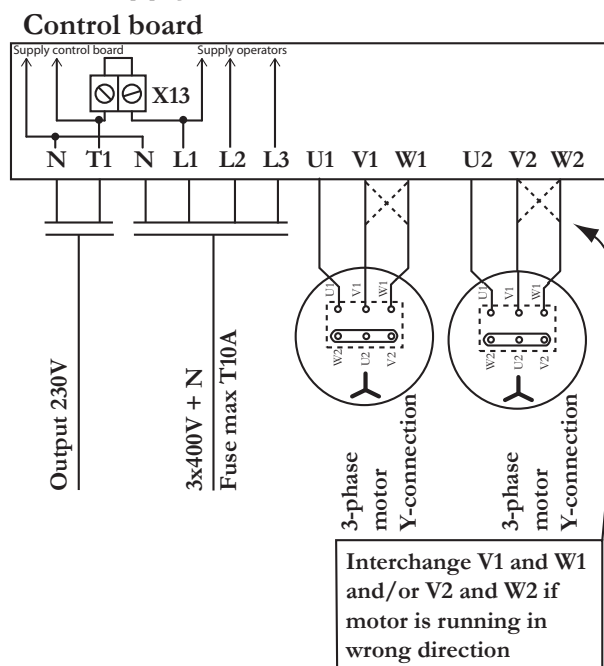 Control board
Supply control board
Supply operators
X13
N T1 N L1 L2 L3 U1 V1 W1 U2 V2 W2
U1 V1 W1
W2 U2 V2
U1 V1 W1
W2 U2 V2
Output 230V
3x400V + N
Fuse max T10A
3-phase
motor
Y-connection
3-phase
motor
Y-connection
Interchange V1 and W1
and/or V2 and W2 if
motor is running in
wrong direction